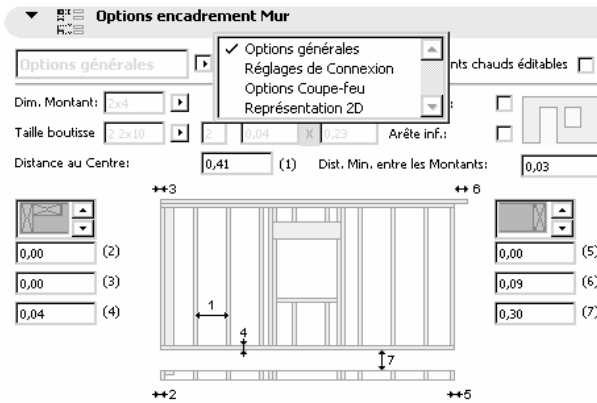 Options encadrement Mur
Options générales
Options générales
Réglages de Connexion
Options Coupe-feu
Représentation 2D
nts chauds éditables
Dim. Montant: 2x4
Taille boutisse 2 2x10 2 0,04 X 0,23 Arête inf.:
Distance au Centre: 0,41 (1) Dist. Min. entre les Montants: 0,03
3 6
0,00 (2) 0,00 (5)
0,00 (3) 0,09 (6)
0,04 (4) 0,30 (7)
1
4
7
2 5